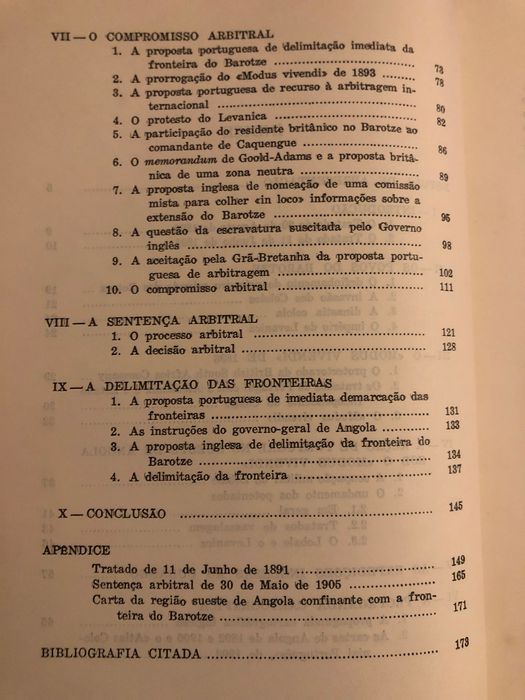 VII — O COMPROMISSO ARBITRAL
1. A proposta portuguesa de delimitação imediata da
fronteira do Barotze ........ 73
2. A prorrogação do «Modus vivendi» de 1893 ........ 78
3. A proposta portuguesa de recurso à arbitragem in-
ternacional ........ 80
4. O protesto do Levanica ........ 82
5. A participação do residente britânico no Barotze ao
comandante de Caquengue ........ 86
6. O memorandum de Goold-Adams e a proposta britâ-
nica de uma zona neutra ........ 89
7. A proposta inglesa de nomeação de uma comissão
mista para colher «in loco» informações sobre a
extensão do Barotze ........ 95
8. A questão da escravatura suscitada pelo Governo
inglês ........ 98
9. A aceitação pela Grã-Bretanha da proposta portu-
guesa de arbitragem ........ 102
10. O compromisso arbitral ........ 111
VIII — A SENTENÇA ARBITRAL
1. O processo arbitral ........ 121
2. A decisão arbitral ........ 128
IX — A DELIMITAÇÃO DAS FRONTEIRAS
1. A proposta portuguesa de imediata demarcação das
fronteiras ........ 131
2. As instruções do governo-geral de Angola ........ 133
3. A proposta inglesa de delimitação da fronteira do
Barotze ........ 134
4. A delimitação da fronteira ........ 137
X — CONCLUSÃO ........ 145
APÊNDICE
Tratado de 11 de Junho de 1891 ........ 149
Sentença arbitral de 30 de Maio de 1905 ........ 165
Carta da região sueste de Angola confinante com a fron-
teira do Barotze ........ 171
BIBLIOGRAFIA CITADA ........ 173